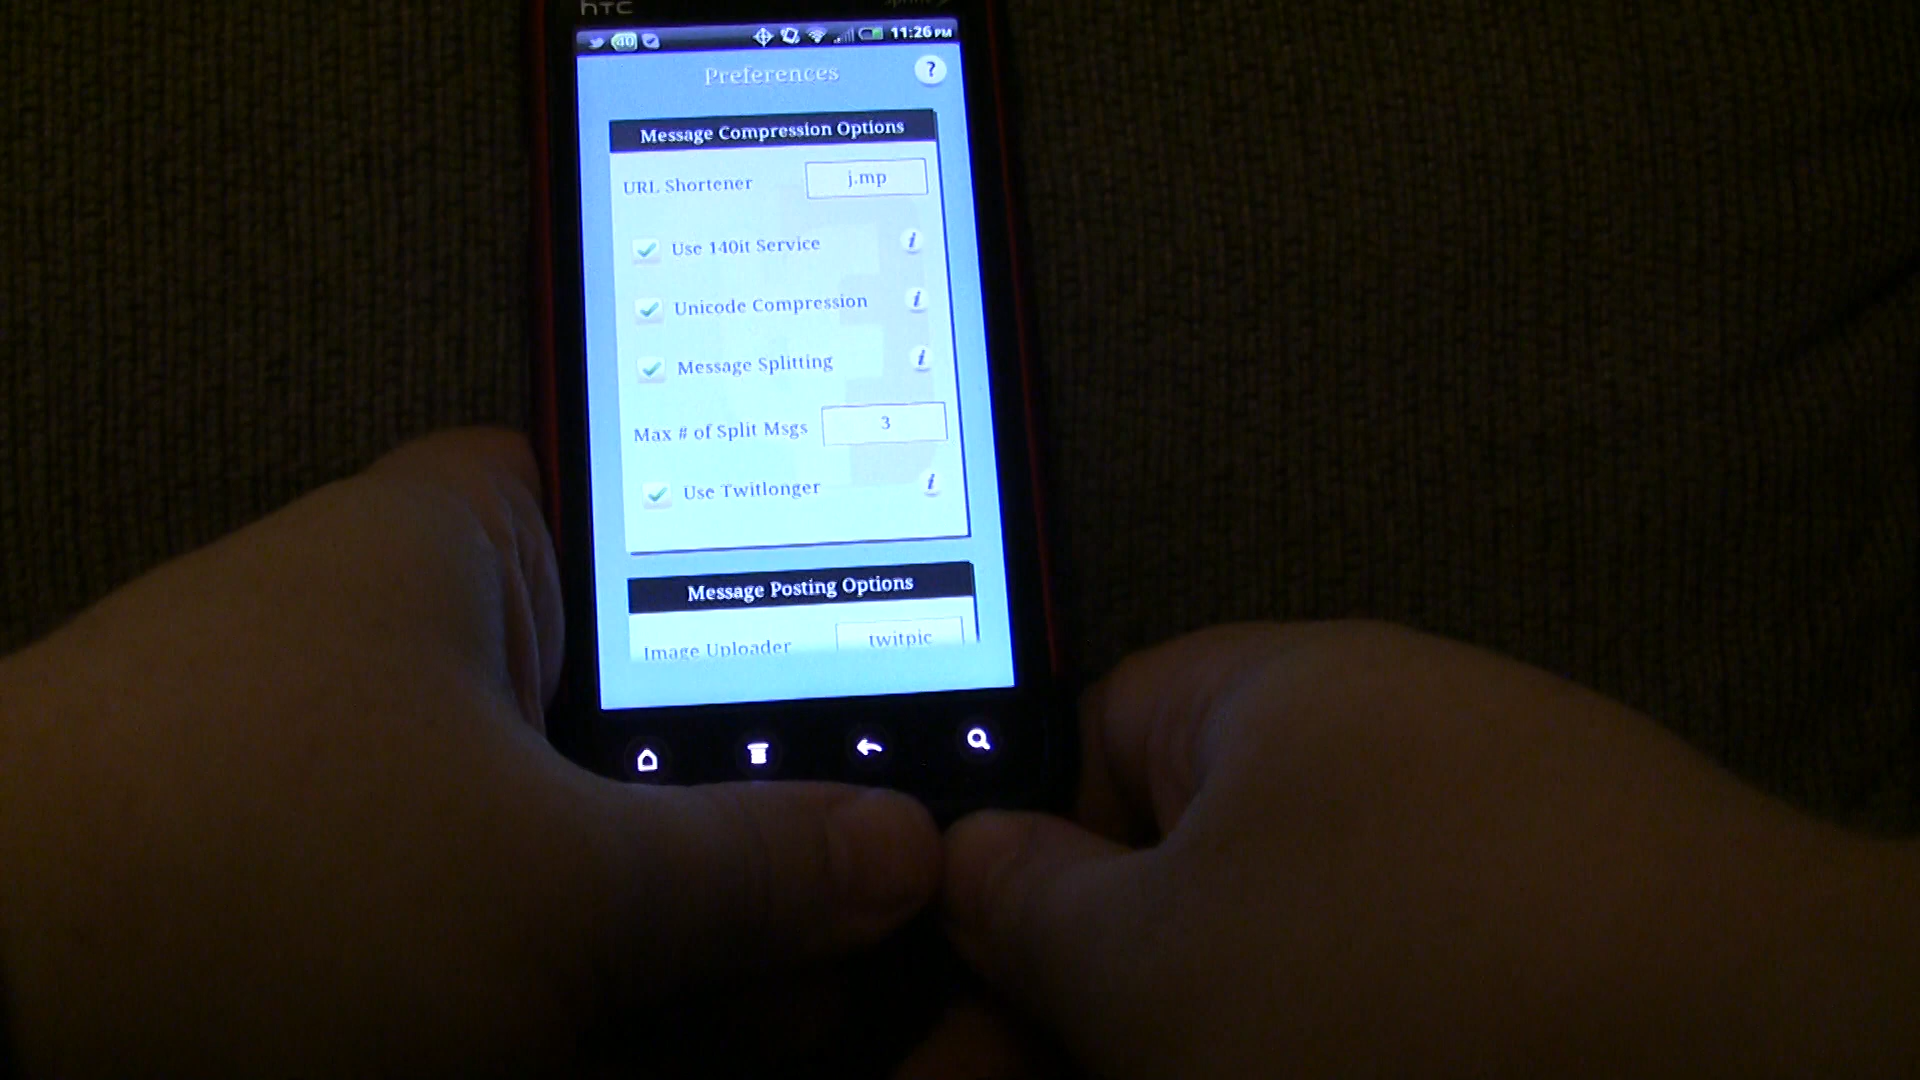 hTC
40
11:26 PM
Preferences
?
Message Compression Options
URL Shortener
j.mp
Use 140it Service
i
Unicode Compression
i
Message Splitting
i
Max # of Split Msgs
3
Use Twitlonger
i
Message Posting Options
Image Uploader
twitpic